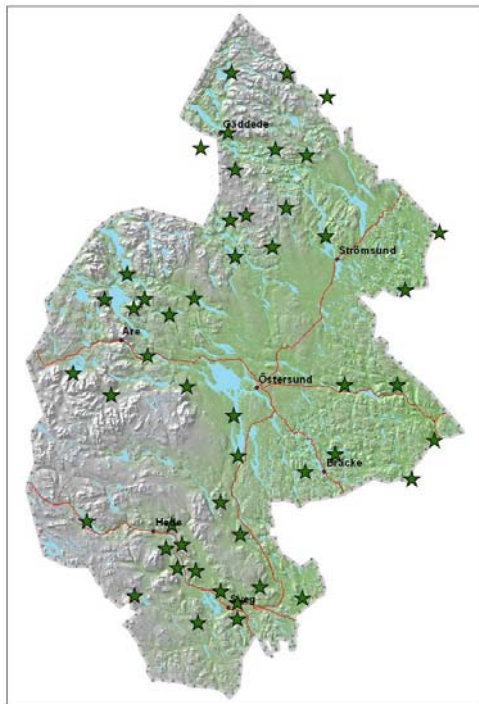 Gäddede
Strömsund
Åre
Östersund
Bräcke
Hede
Sveg